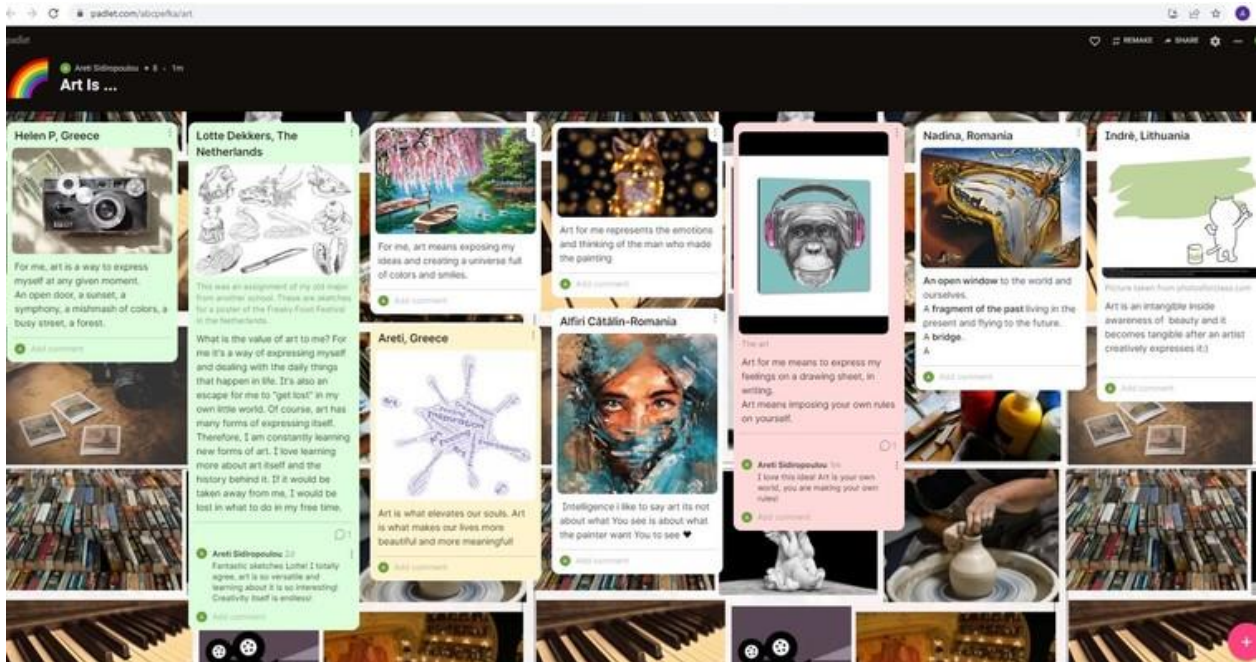 padlet.com/abcpefka/art
padlet
REMAKE
SHARE
Areti Sidiropoulou • 8 • 1m
Art Is ...
Helen P, Greece
For me, art is a way to express
myself at any given moment.
An open door, a sunset, a
symphony, a mishmash of colors, a
busy street, a forest.
Add comment
Lotte Dekkers, The
Netherlands
This was an assignment of my old major
from another school. These are sketches
for a poster of the Freaky Food Festival
in the Netherlands.
What is the value of art to me? For
me it's a way of expressing myself
and dealing with the daily things
that happen in life. It's also an
escape for me to "get lost" in my
own little world. Of course, art has
many forms of expressing itself.
Therefore, I am constantly learning
new forms of art. I love learning
more about art itself and the
history behind it. If it would be
taken away from me, I would be
lost in what to do in my free time.
1
Areti Sidiropoulou 2d
Fantastic sketches Lotte! I totally
agree, art is so versatile and
learning about it is so interesting!
Creativity itself is endless!
Add comment
For me, art means exposing my
ideas and creating a universe full
of colors and smiles.
Add comment
Areti, Greece
Art
Inspiration
Art is what elevates our souls. Art
is what makes our lives more
beautiful and more meaningful!
Add comment
Art for me represents the emotions
and thinking of the man who made
the painting
Add comment
Alfiri Cătălin-Romania
Intelligence i like to say art its not
about what You see is about what
the painter want You to see ♥
Add comment
The art
Art for me means to express my
feelings on a drawing sheet, in
writing.
Art means imposing your own rules
on yourself.
1
Areti Sidiropoulou 1m
I love this idea! Art is your own
world, you are making your own
rules!
Add comment
Nadina, Romania
An open window to the world and
ourselves.
A fragment of the past living in the
present and flying to the future.
A bridge.
A
Add comment
Indrė, Lithuania
Picture taken from photosforclass.com
Art is an intangible inside
awareness of beauty and it
becomes tangible after an artist
creatively expresses it:)
Add comment